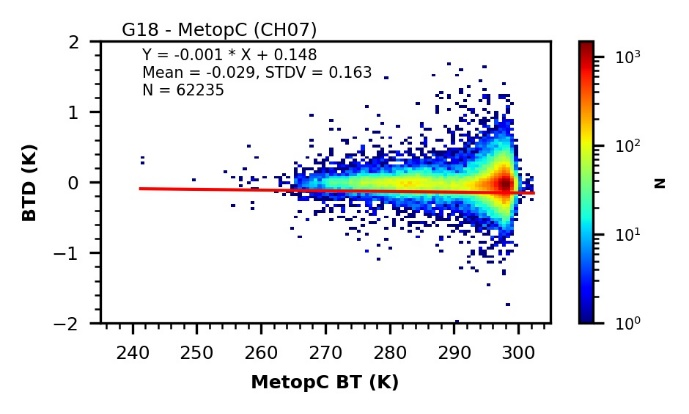 G18 - MetopC (CH07)
Y = -0.001 * X + 0.148
Mean = -0.029, STDV = 0.163
N = 62235
2
1
0
−1
−2
BTD (K)
240 250 260 270 280 290 300
MetopC BT (K)
10³
10²
10¹
10⁰
N